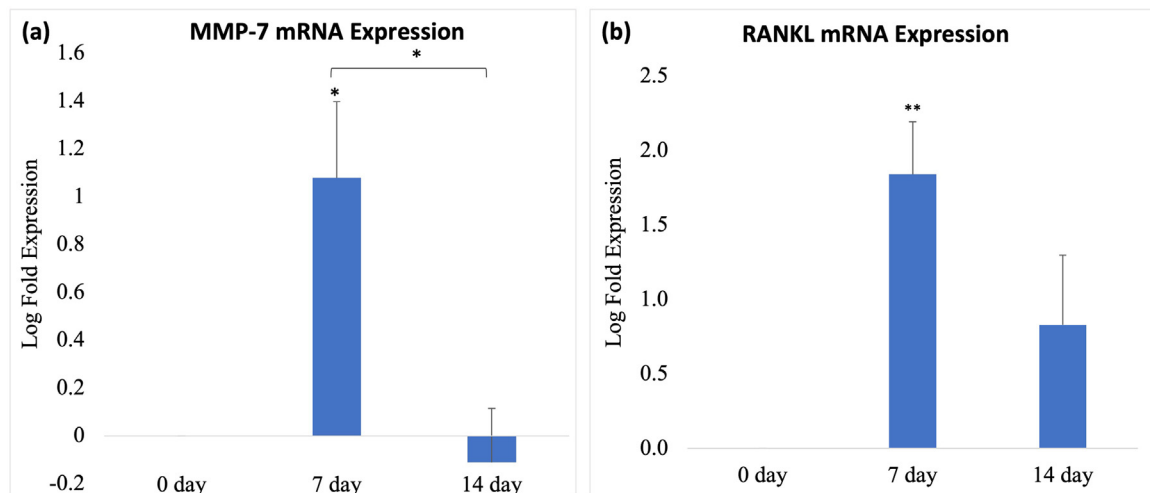 (a)
MMP-7 mRNA Expression
*
*
Log Fold Expression
1.6
1.4
1.2
1
0.8
0.6
0.4
0.2
0
-0.2
0 day 7 day 14 day
(b)
RANKL mRNA Expression
**
Log Fold Expression
2.5
2.0
1.5
1.0
0.5
0.0
0 day 7 day 14 day